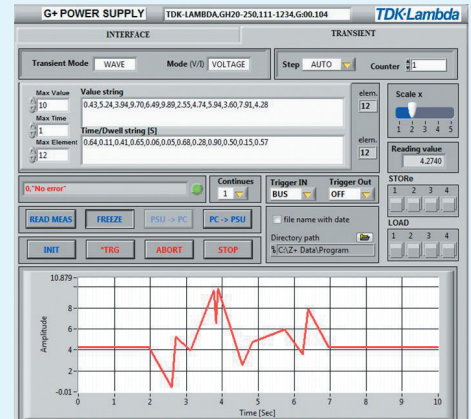 G+ POWER SUPPLY TDK-LAMBDA,GH20-250,111-1234,G:00.104 TDK·Lambda
INTERFACE TRANSIENT
Transient Mode WAVE Mode (V/I) VOLTAGE Step AUTO Counter 1
Max Value Value string elem.
10 0.43,5.24,3.94,9.70,6.49,9.89,2.55,4.74,5.94,3.60,7.91,4.28 12
Max Time
1 Time/Dwell string [S]
Max Element 0.64,0.11,0.41,0.65,0.06,0.05,0.68,0.28,0.90,0.50,0.15,0.57 elem.
12 12
Scale x
1 2 3 4 5
Reading value
4.2740
0,"No error" Continues Trigger IN Trigger Out
1 BUS OFF
STORe
1 2 3 4
READ MEAS FREEZE PSU -> PC PC -> PSU
file name with date
Directory path
C:\Z+ Data\Program
LOAD
1 2 3 4
INIT *TRG ABORT STOP
10.879
8
6
4
2
-0.01
Amplitude
0 1 2 3 4 5 6 7 8 9 10
Time [Sec]